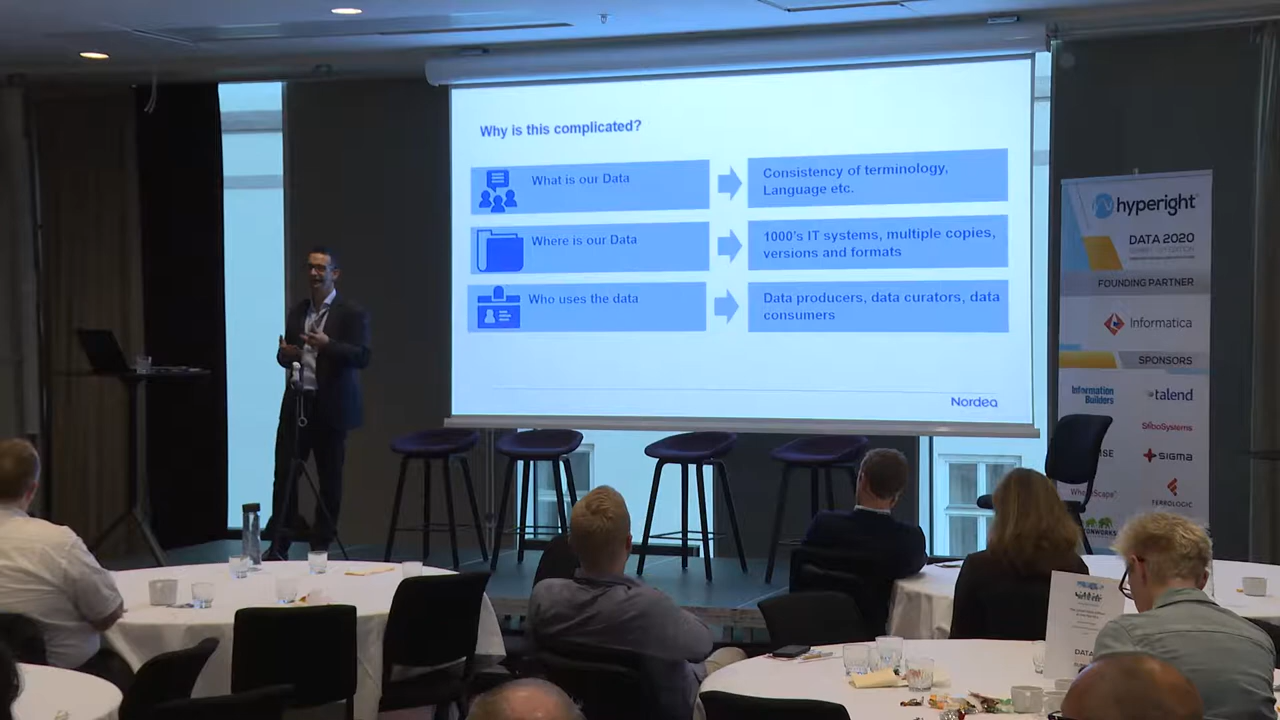 Why is this complicated?
What is our Data
Consistency of terminology,
Language etc.
Where is our Data
1000's IT systems, multiple copies,
versions and formats
Who uses the data
Data producers, data curators, data
consumers
Nordea
hyperight
DATA 2020
FOUNDING PARTNER
Informatica
SPONSORS
Information
Builders
talend
StiboSystems
SIGMA
TERROLOGIC
DATA